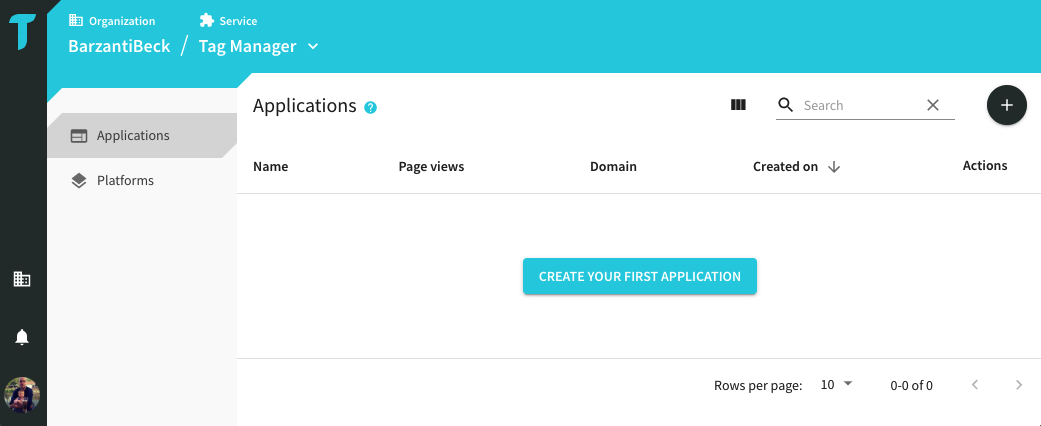 Organization
Service
BarzantiBeck / Tag Manager
Applications
Platforms
Applications ?
Search
Name Page views Domain Created on Actions
CREATE YOUR FIRST APPLICATION
Rows per page: 10 0-0 of 0